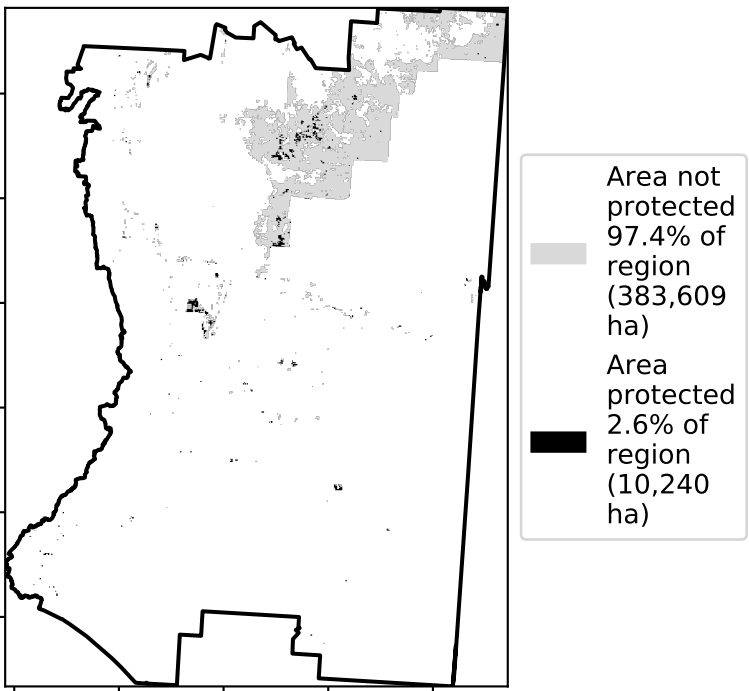 Area not
protected
97.4% of
region
(383,609
ha)
Area
protected
2.6% of
region
(10,240
ha)